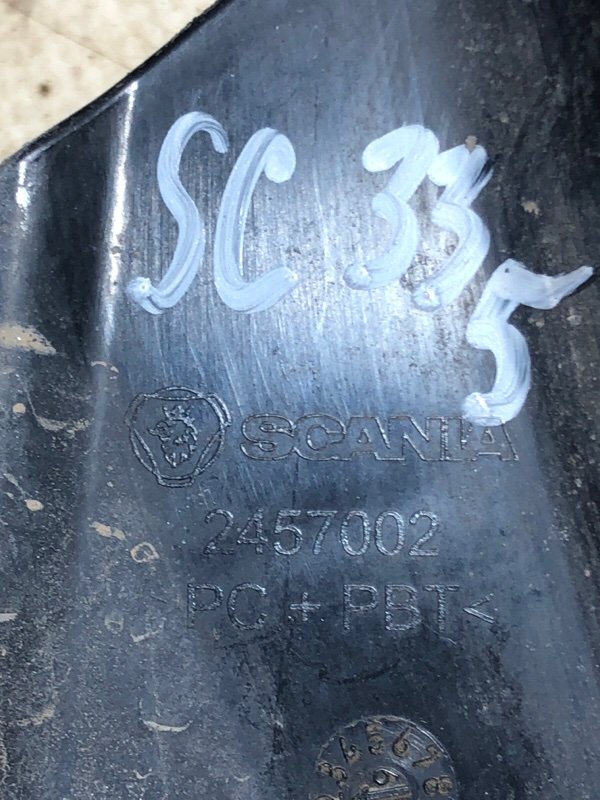 SC 33
5
SCANIA
2457002
>PC + PBT<